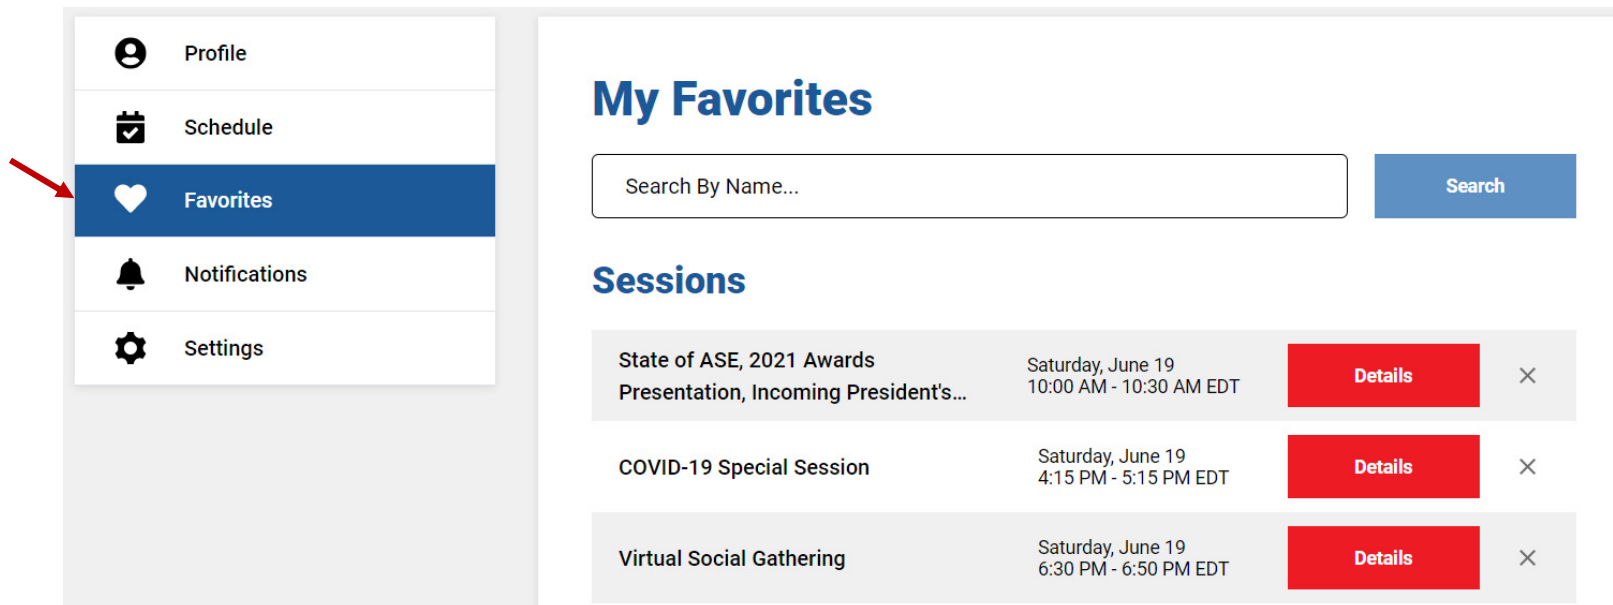 Profile
Schedule
Favorites
Notifications
Settings
My Favorites
Search By Name...
Search
Sessions
State of ASE, 2021 Awards
Presentation, Incoming President's...
Saturday, June 19
10:00 AM - 10:30 AM EDT
Details
COVID-19 Special Session
Saturday, June 19
4:15 PM - 5:15 PM EDT
Details
Virtual Social Gathering
Saturday, June 19
6:30 PM - 6:50 PM EDT
Details